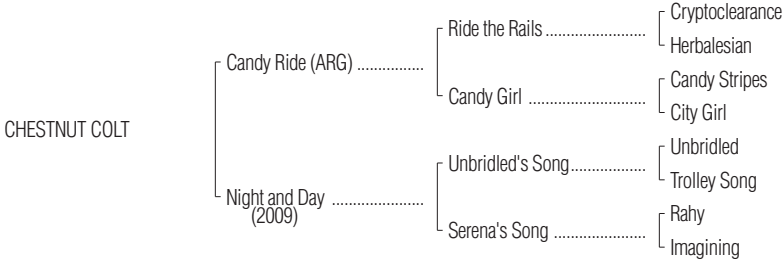 Cryptoclearance
Ride the Rails ........................
Herbalesian
Candy Ride (ARG) ................
Candy Stripes
Candy Girl ............................
City Girl
CHESTNUT COLT
Unbridled
Unbridled's Song..................
Trolley Song
Night and Day ......................
(2009)
Rahy
Serena's Song ......................
Imagining